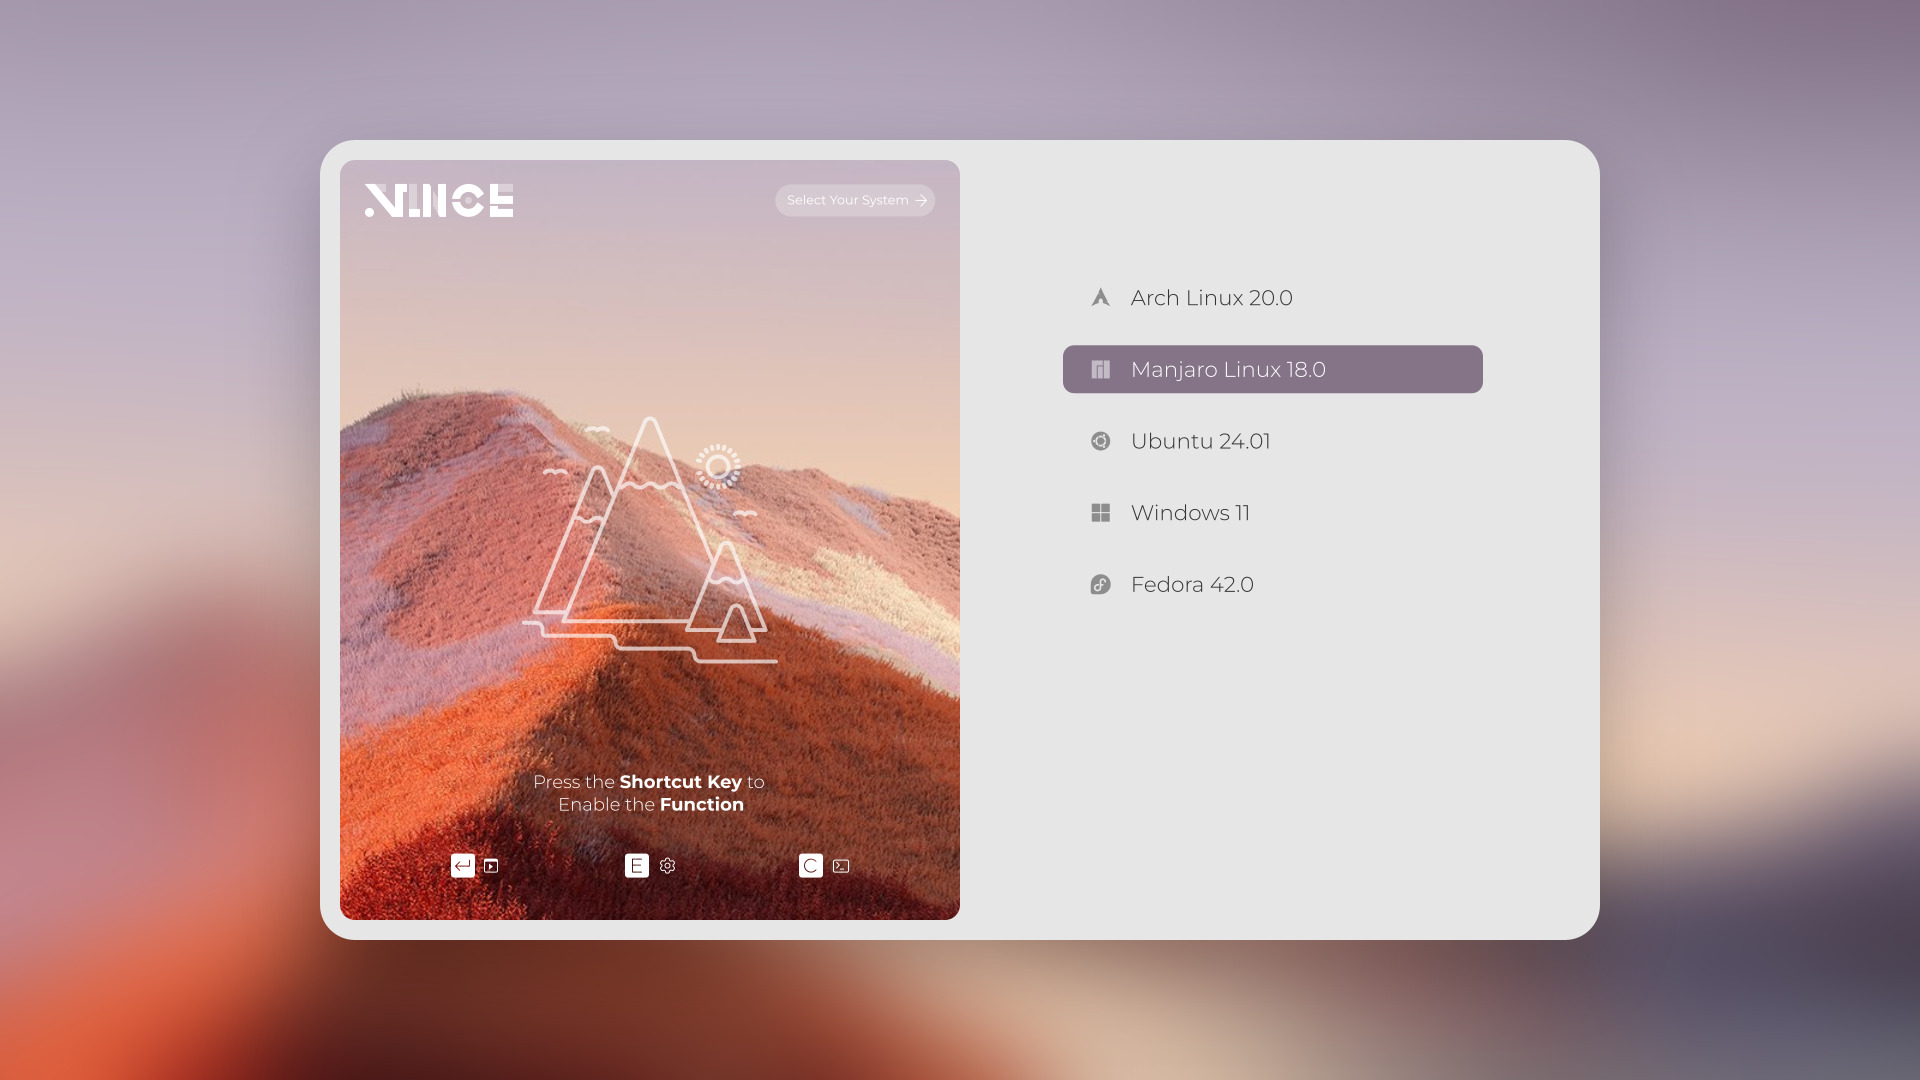 .VINCE
Select Your System
Press the Shortcut Key to
Enable the Function
E
C
Arch Linux 20.0
Manjaro Linux 18.0
Ubuntu 24.01
Windows 11
Fedora 42.0